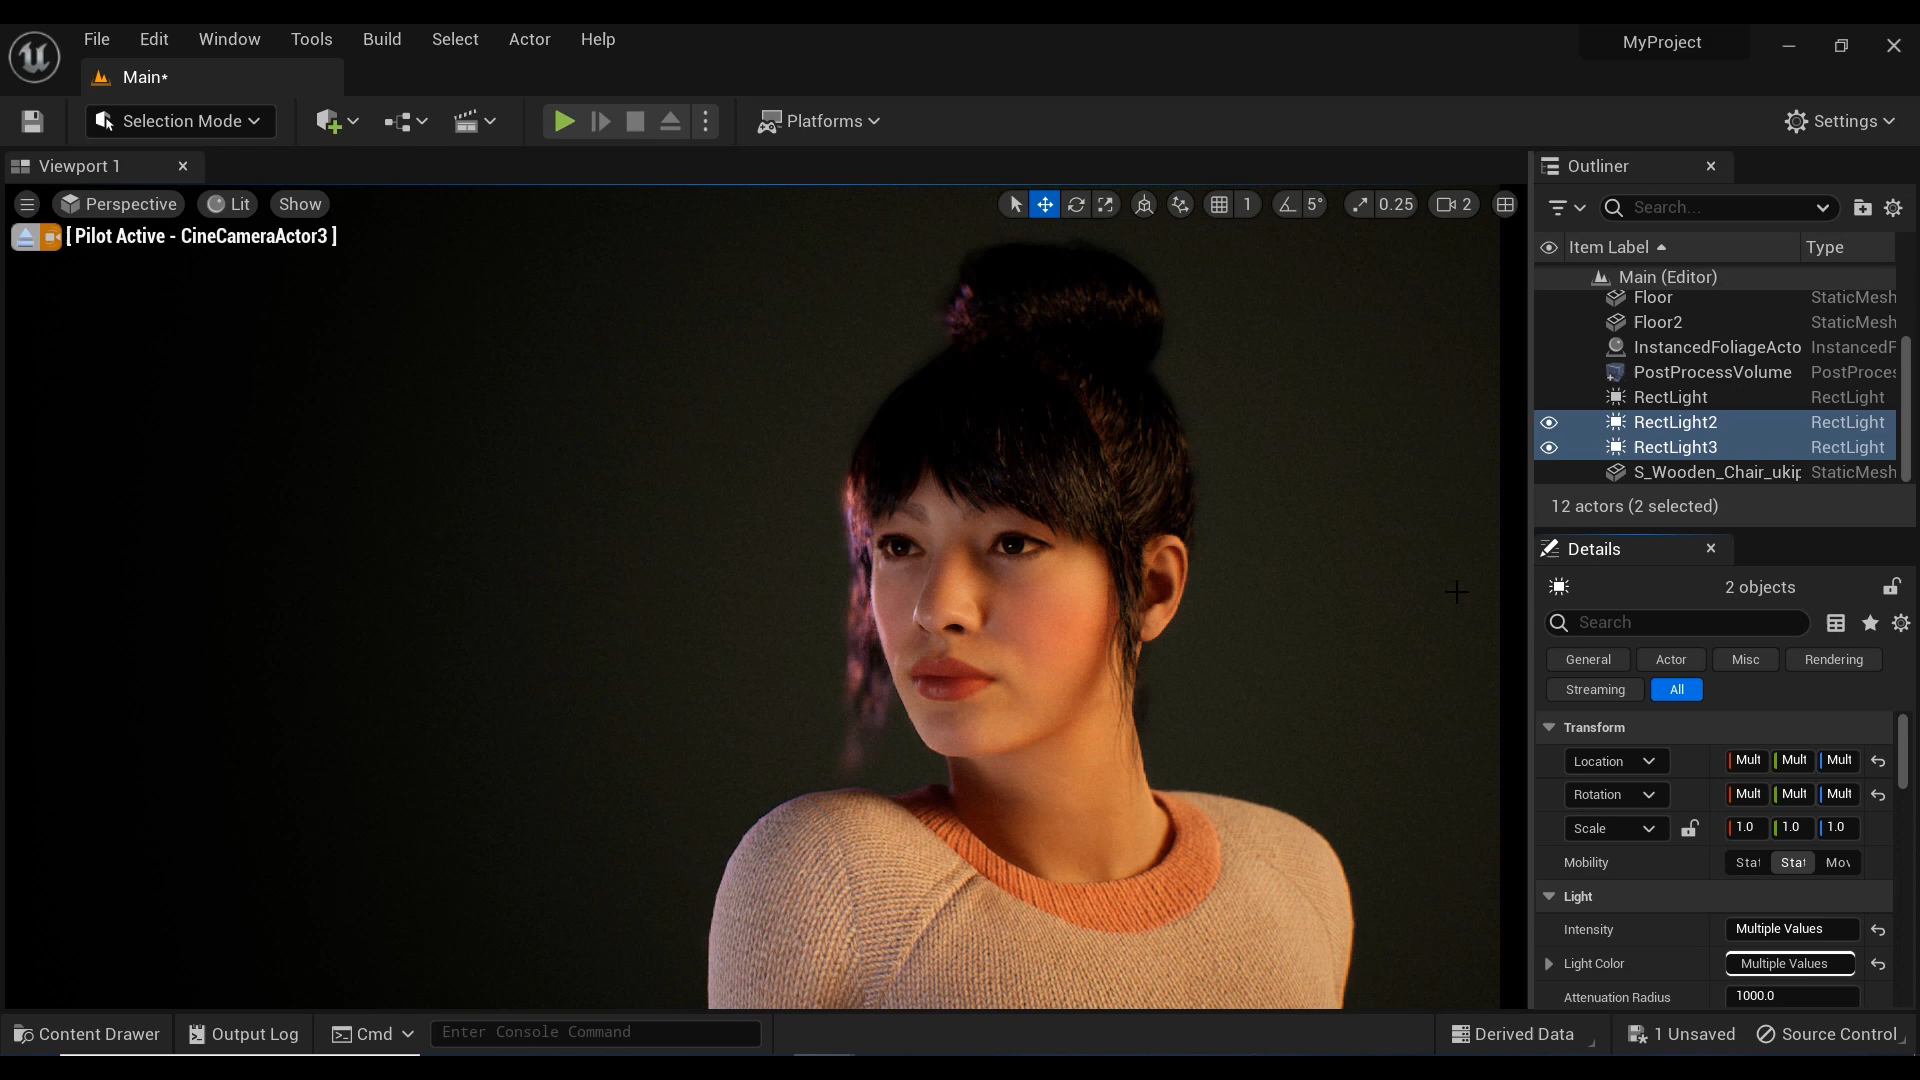 File Edit Window Tools Build Select Actor Help
MyProject
Main*
Selection Mode
Platforms
Settings
Viewport 1
Outliner
Perspective Lit Show
1 5° 0.25 2
Search...
[ Pilot Active - CineCameraActor3 ]
Item Label Type
Main (Editor)
Floor StaticMesh
Floor2 StaticMesh
InstancedFoliageActo InstancedF
PostProcessVolume PostProces
RectLight RectLight
RectLight2 RectLight
RectLight3 RectLight
S_Wooden_Chair_ukip StaticMesh
12 actors (2 selected)
Details
2 objects
Search
General Actor Misc Rendering
Streaming All
Transform
Location Mult Mult Mult
Rotation Mult Mult Mult
Scale 1.0 1.0 1.0
Mobility Stat Stat Mov
Light
Intensity Multiple Values
Light Color Multiple Values
Attenuation Radius 1000.0
Content Drawer Output Log Cmd Enter Console Command Derived Data 1 Unsaved Source Control